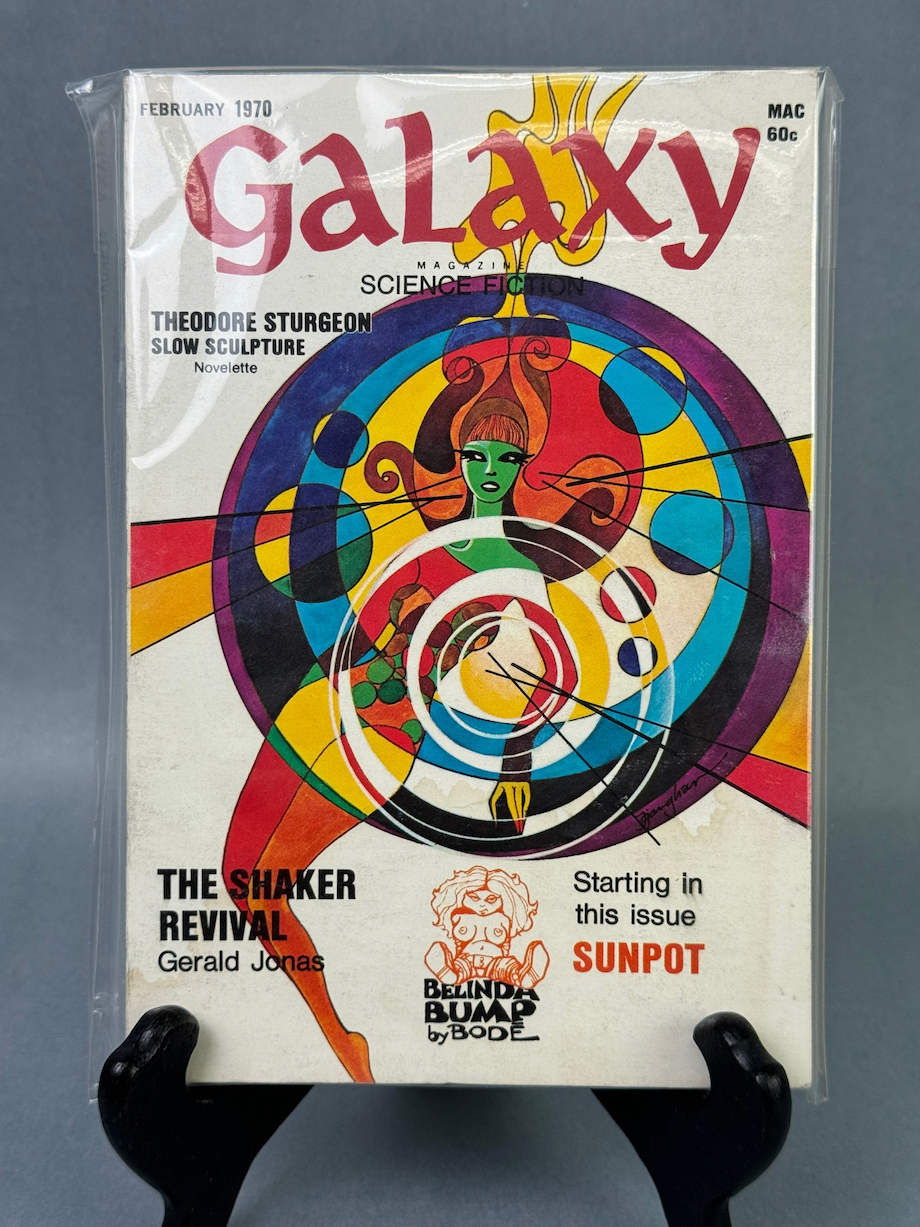 FEBRUARY 1970
MAC
60c
Galaxy
MAGAZINE
SCIENCE FICTION
THEODORE STURGEON
SLOW SCULPTURE
Novelette
THE SHAKER
REVIVAL
Gerald Jonas
BELINDA
BUMP
by BODĒ
Starting in
this issue
SUNPOT